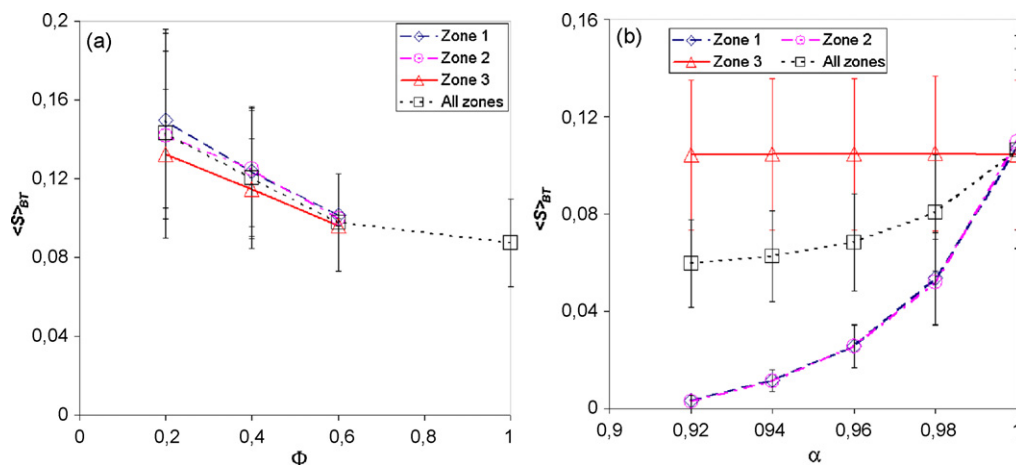 (a)
Zone 1
Zone 2
Zone 3
All zones
0,2
0,16
0,12
0,08
0,04
0
<S>BT
0
0,2
0,4
0,6
0,8
1
Φ
(b)
Zone 1
Zone 2
Zone 3
All zones
0,16
0,12
0,08
0,04
0
<S>BT
0,9
0,92
094
0,96
0,98
1
α